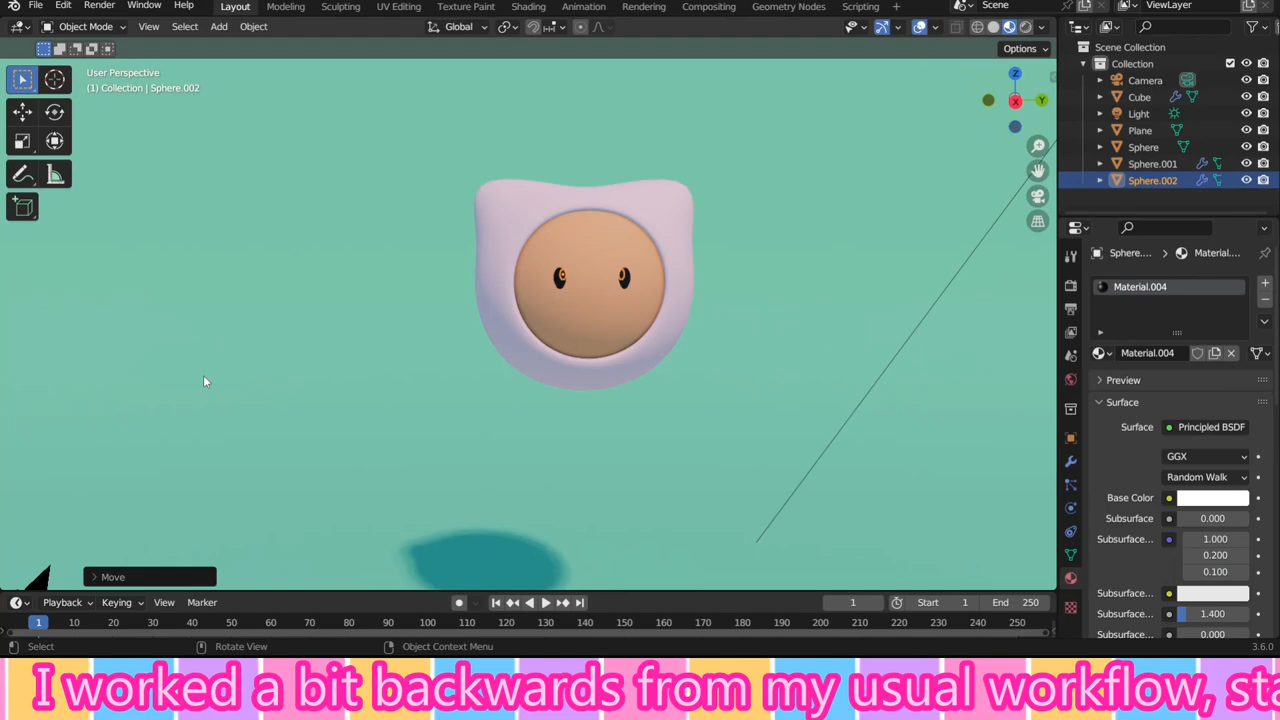 File Edit Render Window Help Layout Modeling Sculpting UV Editing Texture Paint Shading Animation Rendering Compositing Geometry Nodes Scripting + Scene ViewLayer
Object Mode View Select Add Object Global
Options
User Perspective
(1) Collection | Sphere.002
Z
X
Y
Scene Collection
Collection
Camera
Cube
Light
Plane
Sphere
Sphere.001
Sphere.002
Sphere.... > Material....
Material.004
Material.004
Preview
Surface
Surface Principled BSDF
GGX
Random Walk
Base Color
Subsurface 0.000
Subsurface... 1.000
0.200
0.100
Subsurface...
Subsurface... 1.400
0.000
Move
Playback Keying View Marker 1 Start 1 End 250
1 10 20 30 40 50 60 70 80 90 100 110 120 130 140 150 160 170 180 190 200 210 220 230 240 250
Select Rotate View Object Context Menu 3.6.0
I worked a bit backwards from my usual workflow, sta